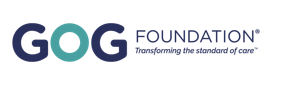 GOG FOUNDATION®
Transforming the standard of care™